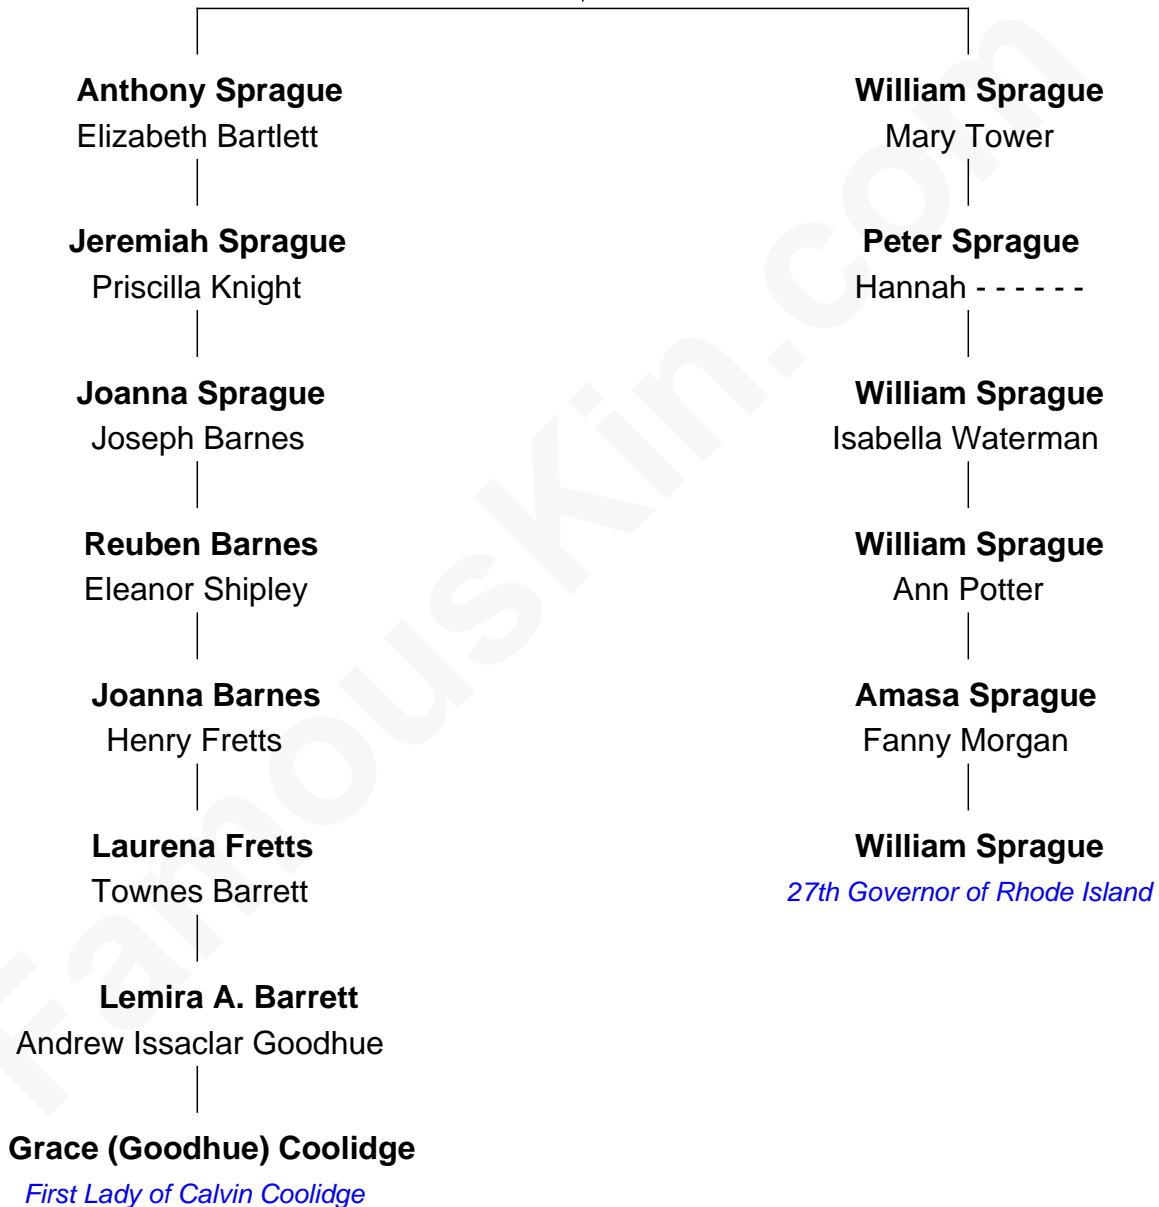 Anthony Sprague
Elizabeth Bartlett
Jeremiah Sprague
Priscilla Knight
Joanna Sprague
Joseph Barnes
Reuben Barnes
Eleanor Shipley
Joanna Barnes
Henry Fretts
Laurena Fretts
Townes Barrett
Lemira A. Barrett
Andrew Issaclar Goodhue
Grace (Goodhue) Coolidge
First Lady of Calvin Coolidge
William Sprague
Mary Tower
Peter Sprague
Hannah - - - - - -
William Sprague
Isabella Waterman
William Sprague
Ann Potter
Amasa Sprague
Fanny Morgan
William Sprague
27th Governor of Rhode Island
FamousKin.com